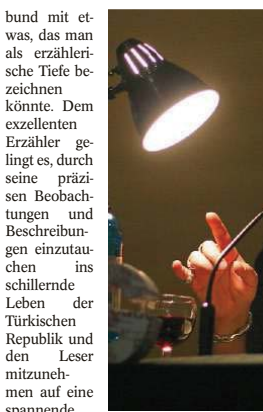 bund mit et-
was, das man
als erzähleri-
sche Tiefe be-
zeichnen
könnte. Dem
exzellenten
Erzähler ge-
lingt es, durch
seine präzi-
sen Beobach-
tungen und
Beschreibun-
gen einzutau-
chen ins
schillernde
Leben der
Türkischen
Republik und
den Leser
mitzuneh-
men auf eine
spannende